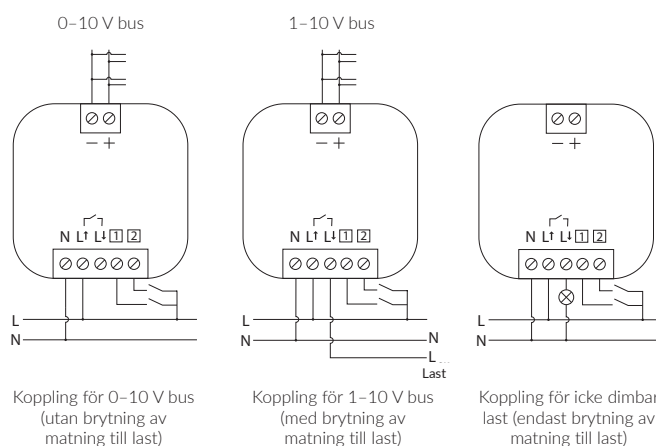 0–10 V bus
1–10 V bus
− +
− +
− +
N L↑ L↓ 1 2
N L↑ L↓ 1 2
N L↑ L↓ 1 2
L
N
L
N
N
L
Last
L
N
Koppling för 0–10 V bus
(utan brytning av
matning till last)
Koppling för 1–10 V bus
(med brytning av
matning till last)
Koppling för icke dimbar
last (endast brytning av
matning till last)